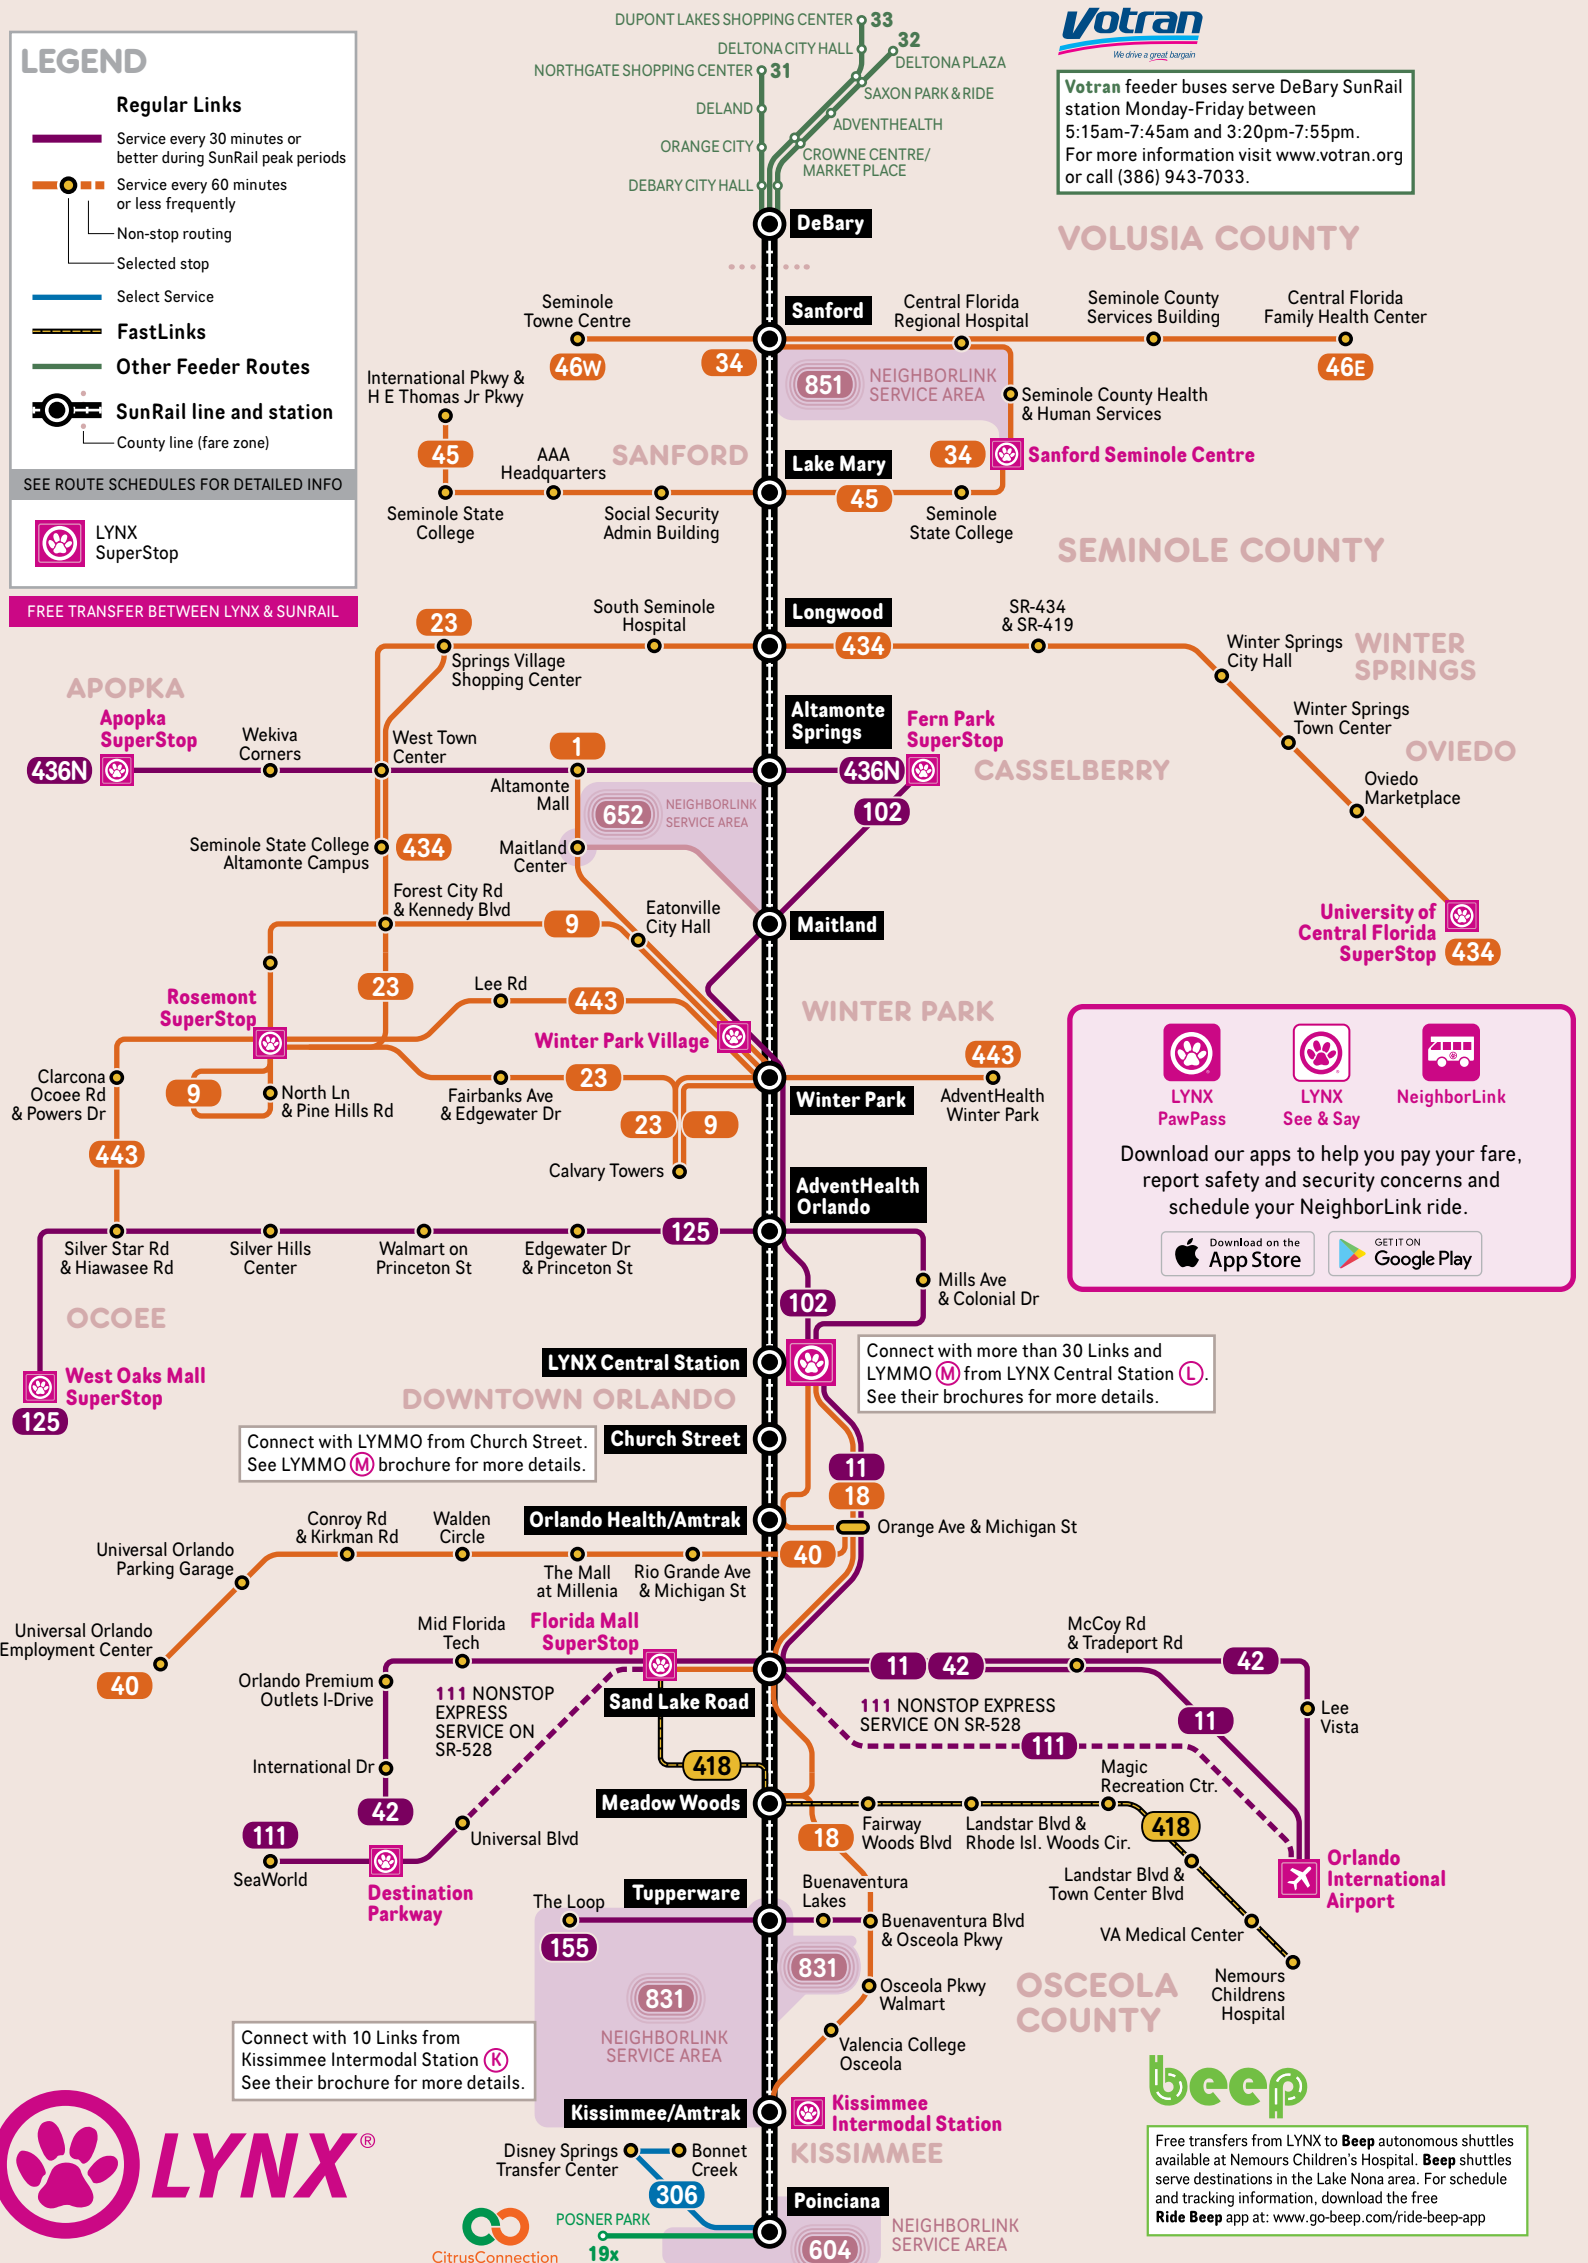 LEGEND
Regular Links
Service every 30 minutes or
better during SunRail peak periods
Service every 60 minutes
or less frequently
Non-stop routing
Selected stop
Select Service
FastLinks
Other Feeder Routes
SunRail line and station
County line (fare zone)
SEE ROUTE SCHEDULES FOR DETAILED INFO
LYNX
SuperStop
FREE TRANSFER BETWEEN LYNX & SUNRAIL
DUPONT LAKES SHOPPING CENTER
33
DELTONA CITY HALL
32
DELTONA PLAZA
NORTHGATE SHOPPING CENTER
31
SAXON PARK & RIDE
DELAND
ADVENTHEALTH
ORANGE CITY
CROWNE CENTRE/
MARKET PLACE
DEBARY CITY HALL
DeBary
Votran
We drive a great bargain
Votran feeder buses serve DeBary SunRail
station Monday-Friday between
5:15am-7:45am and 3:20pm-7:55pm.
For more information visit www.votran.org
or call (386) 943-7033.
VOLUSIA COUNTY
Seminole
Towne Centre
46W
Sanford
34
Central Florida
Regional Hospital
Seminole County
Services Building
Central Florida
Family Health Center
46E
851
NEIGHBORLINK
SERVICE AREA
International Pkwy &
H E Thomas Jr Pkwy
45
Seminole County Health
& Human Services
AAA
Headquarters
SANFORD
Lake Mary
34
Sanford Seminole Centre
45
Seminole State
College
Social Security
Admin Building
Seminole
State College
SEMINOLE COUNTY
23
South Seminole
Hospital
Longwood
434
SR-434
& SR-419
Winter Springs
City Hall
WINTER
SPRINGS
Springs Village
Shopping Center
APOPKA
Apopka
SuperStop
436N
Wekiva
Corners
West Town
Center
1
Altamonte
Springs
Fern Park
SuperStop
Winter Springs
Town Center
OVIEDO
436N
CASSELBERRY
Altamonte
Mall
652
NEIGHBORLINK
SERVICE AREA
102
Oviedo
Marketplace
Seminole State College
Altamonte Campus
434
Maitland
Center
Forest City Rd
& Kennedy Blvd
9
Eatonville
City Hall
Maitland
University of
Central Florida
SuperStop
434
23
Lee Rd
443
Rosemont
SuperStop
WINTER PARK
Winter Park Village
443
Clarcona
Ocoee Rd
& Powers Dr
9
North Ln
& Pine Hills Rd
Fairbanks Ave
& Edgewater Dr
23
Winter Park
AdventHealth
Winter Park
23
9
443
Calvary Towers
LYNX
PawPass
LYNX
See & Say
NeighborLink
Download our apps to help you pay your fare,
report safety and security concerns and
schedule your NeighborLink ride.
Download on the
App Store
GET IT ON
Google Play
AdventHealth
Orlando
125
Silver Star Rd
& Hiawasee Rd
Silver Hills
Center
Walmart on
Princeton St
Edgewater Dr
& Princeton St
Mills Ave
& Colonial Dr
102
OCOEE
West Oaks Mall
SuperStop
125
LYNX Central Station
Connect with more than 30 Links and
LYMMO M from LYNX Central Station L.
See their brochures for more details.
DOWNTOWN ORLANDO
Connect with LYMMO from Church Street.
See LYMMO M brochure for more details.
Church Street
11
18
Conroy Rd
& Kirkman Rd
Walden
Circle
Orlando Health/Amtrak
Orange Ave & Michigan St
Universal Orlando
Parking Garage
The Mall
at Millenia
Rio Grande Ave
& Michigan St
40
Universal Orlando
Employment Center
40
Mid Florida
Tech
Florida Mall
SuperStop
McCoy Rd
& Tradeport Rd
11
42
42
Orlando Premium
Outlets I-Drive
111 NONSTOP
EXPRESS
SERVICE ON
SR-528
Sand Lake Road
111 NONSTOP EXPRESS
SERVICE ON SR-528
11
Lee
Vista
111
International Dr
418
Magic
Recreation Ctr.
42
Meadow Woods
111
Universal Blvd
18
Fairway
Woods Blvd
Landstar Blvd &
Rhode Isl. Woods Cir.
418
SeaWorld
Destination
Parkway
Landstar Blvd &
Town Center Blvd
Orlando
International
Airport
The Loop
Tupperware
Buenaventura
Lakes
155
Buenaventura Blvd
& Osceola Pkwy
VA Medical Center
831
831
NEIGHBORLINK
SERVICE AREA
Osceola Pkwy
Walmart
OSCEOLA
COUNTY
Nemours
Childrens
Hospital
Connect with 10 Links from
Kissimmee Intermodal Station K
See their brochure for more details.
Valencia College
Osceola
Kissimmee/Amtrak
Kissimmee
Intermodal Station
KISSIMMEE
beep
Free transfers from LYNX to Beep autonomous shuttles
available at Nemours Children's Hospital. Beep shuttles
serve destinations in the Lake Nona area. For schedule
and tracking information, download the free
Ride Beep app at: www.go-beep.com/ride-beep-app
LYNX®
Disney Springs
Transfer Center
Bonnet
Creek
306
Poinciana
CitrusConnection
POSNER PARK
19x
604
NEIGHBORLINK
SERVICE AREA